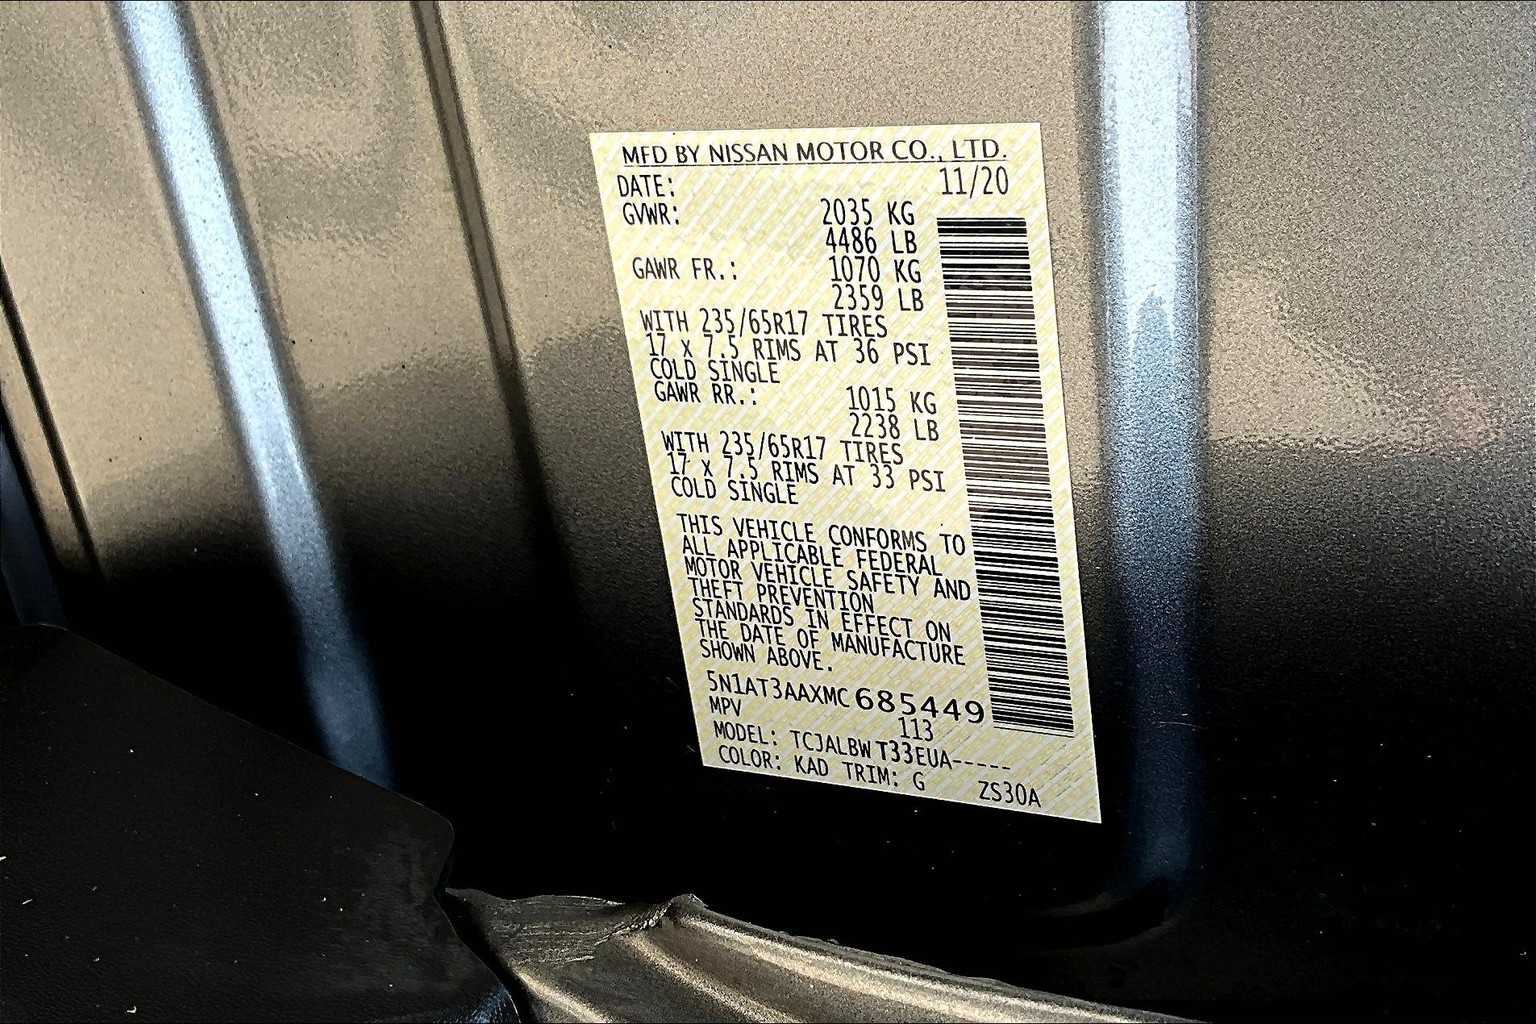 MFD BY NISSAN MOTOR CO., LTD.
DATE: 11/20
GVWR: 2035 KG
4486 LB
GAWR FR.: 1070 KG
2359 LB
WITH 235/65R17 TIRES
17 x 7.5 RIMS AT 36 PSI
COLD SINGLE
GAWR RR.: 1015 KG
2238 LB
WITH 235/65R17 TIRES
17 x 7.5 RIMS AT 33 PSI
COLD SINGLE
THIS VEHICLE CONFORMS TO
ALL APPLICABLE FEDERAL
MOTOR VEHICLE SAFETY AND
THEFT PREVENTION
STANDARDS IN EFFECT ON
THE DATE OF MANUFACTURE
SHOWN ABOVE.
5N1AT3AAXMC685449
MPV 113
MODEL: TCJALBWT33EUA-----
COLOR: KAD TRIM: G ZS30A